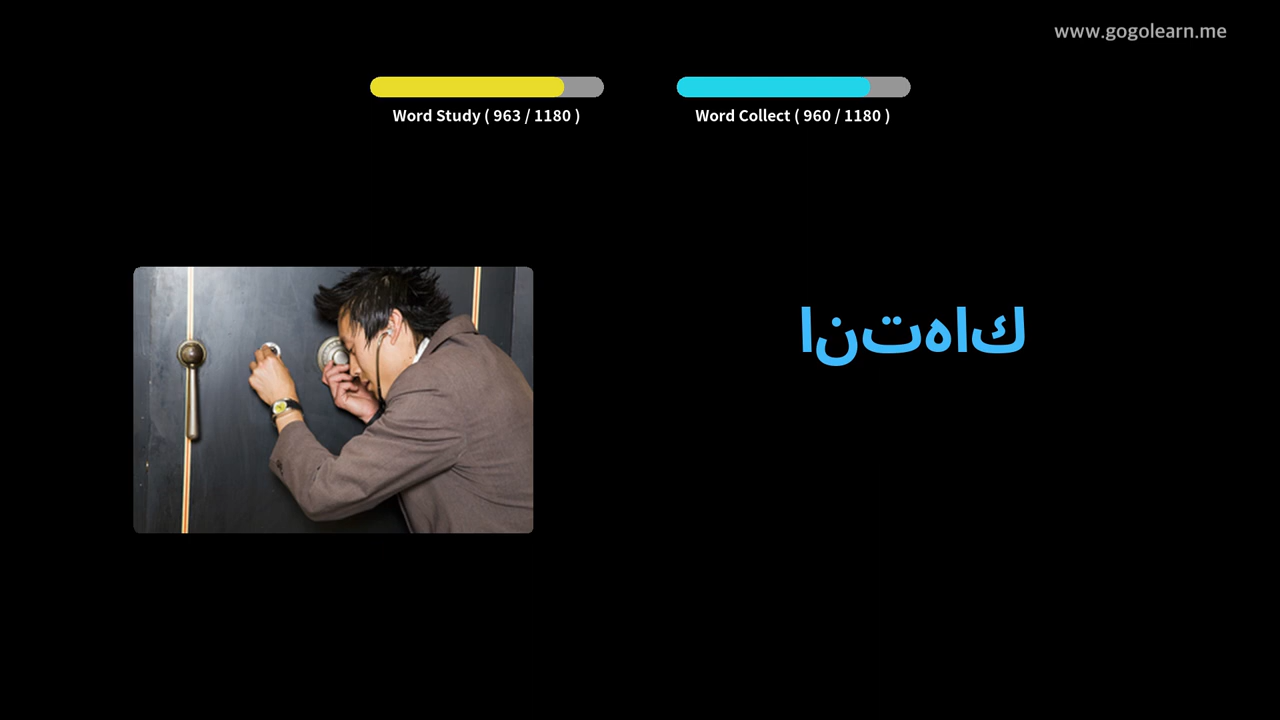 www.gogolearn.me
Word Study ( 963 / 1180 )
Word Collect ( 960 / 1180 )
ك‌ا‌ه‌ت‌ن‌ا